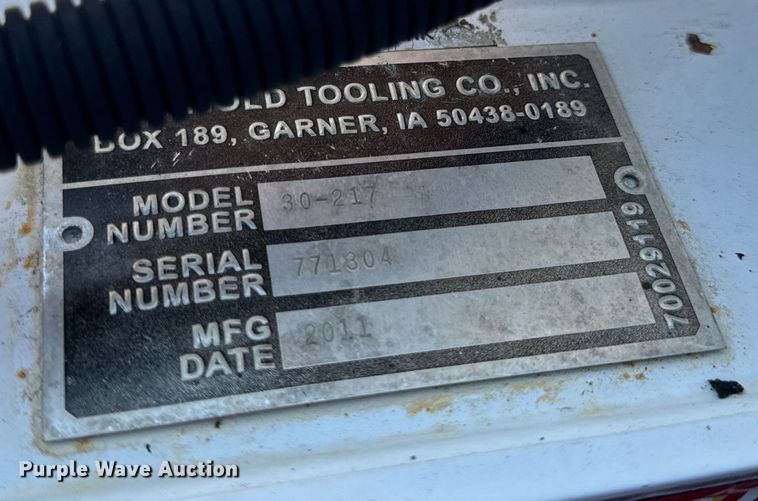 TOOLING CO., INC.
BOX 189, GARNER, IA 50438-0189
MODEL NUMBER 30-217
SERIAL NUMBER 771304
MFG DATE 2011
70029119
Purple Wave Auction